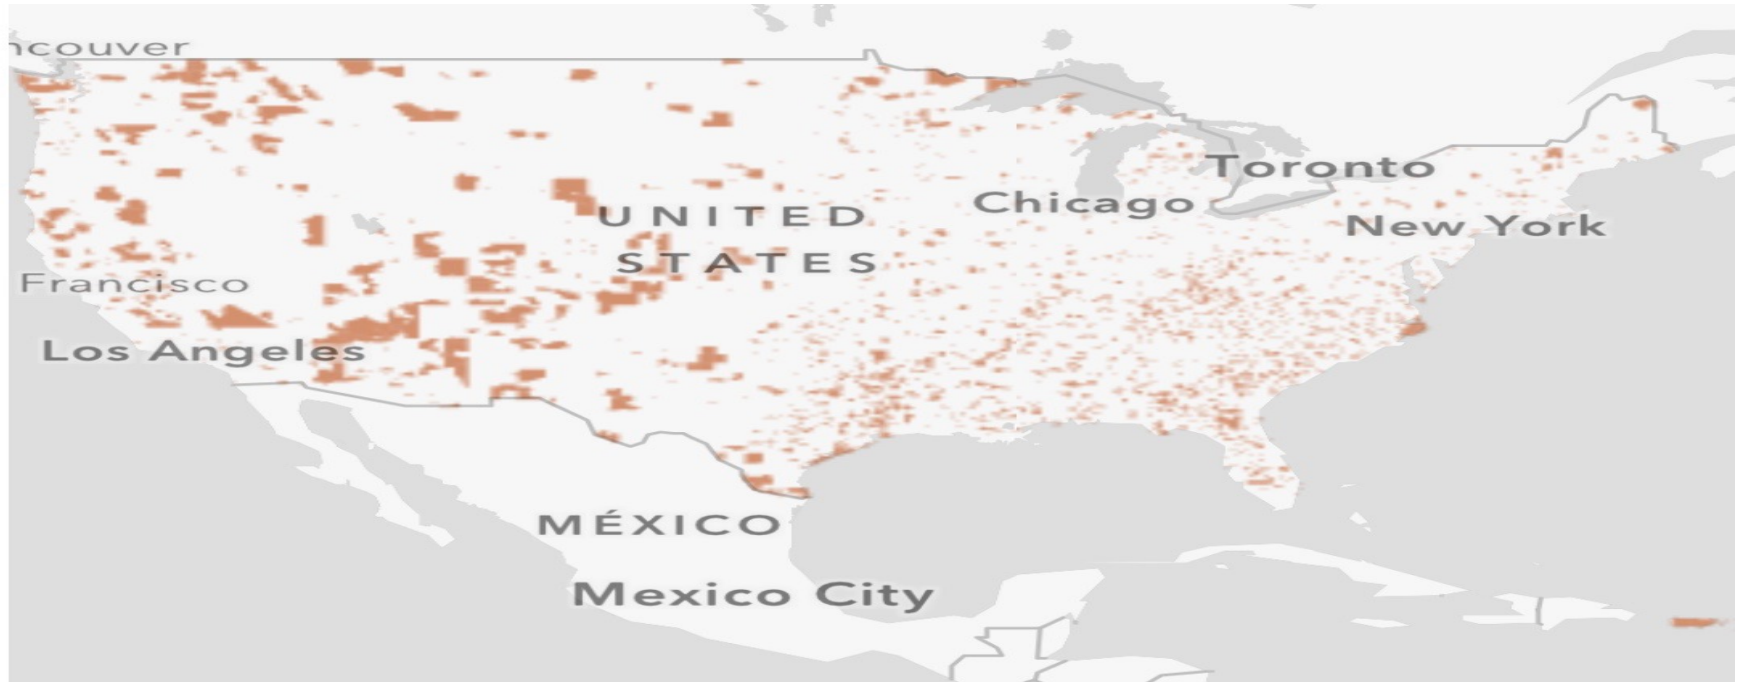 ncouver
Toronto
Chicago
New York
UNITED
STATES
Francisco
Los Angeles
MÉXICO
Mexico City